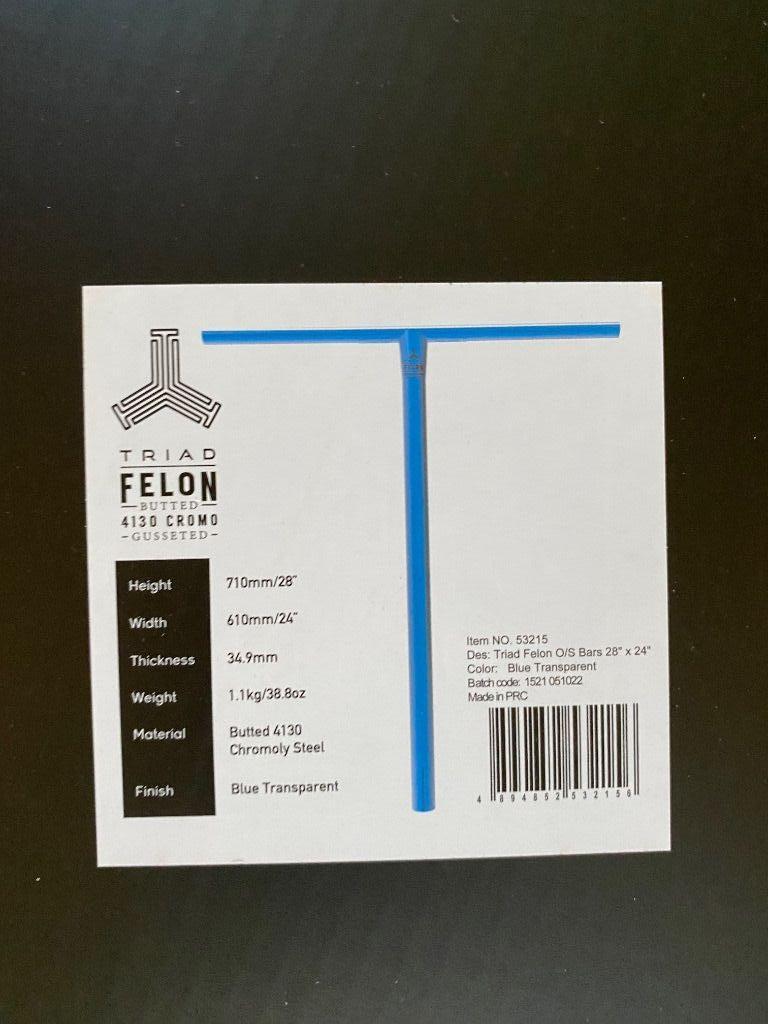 TRIAD
FELON
BUTTED
4130 CROMO
-GUSSETED-
FELON
Height 710mm/28"
Width 610mm/24"
Thickness 34.9mm
Weight 1.1kg/38.8oz
Material Butted 4130
Chromoly Steel
Finish Blue Transparent
Item NO. 53215
Des: Triad Felon O/S Bars 28" x 24"
Color: Blue Transparent
Batch code: 1521 051022
Made in PRC
4 894852 532156